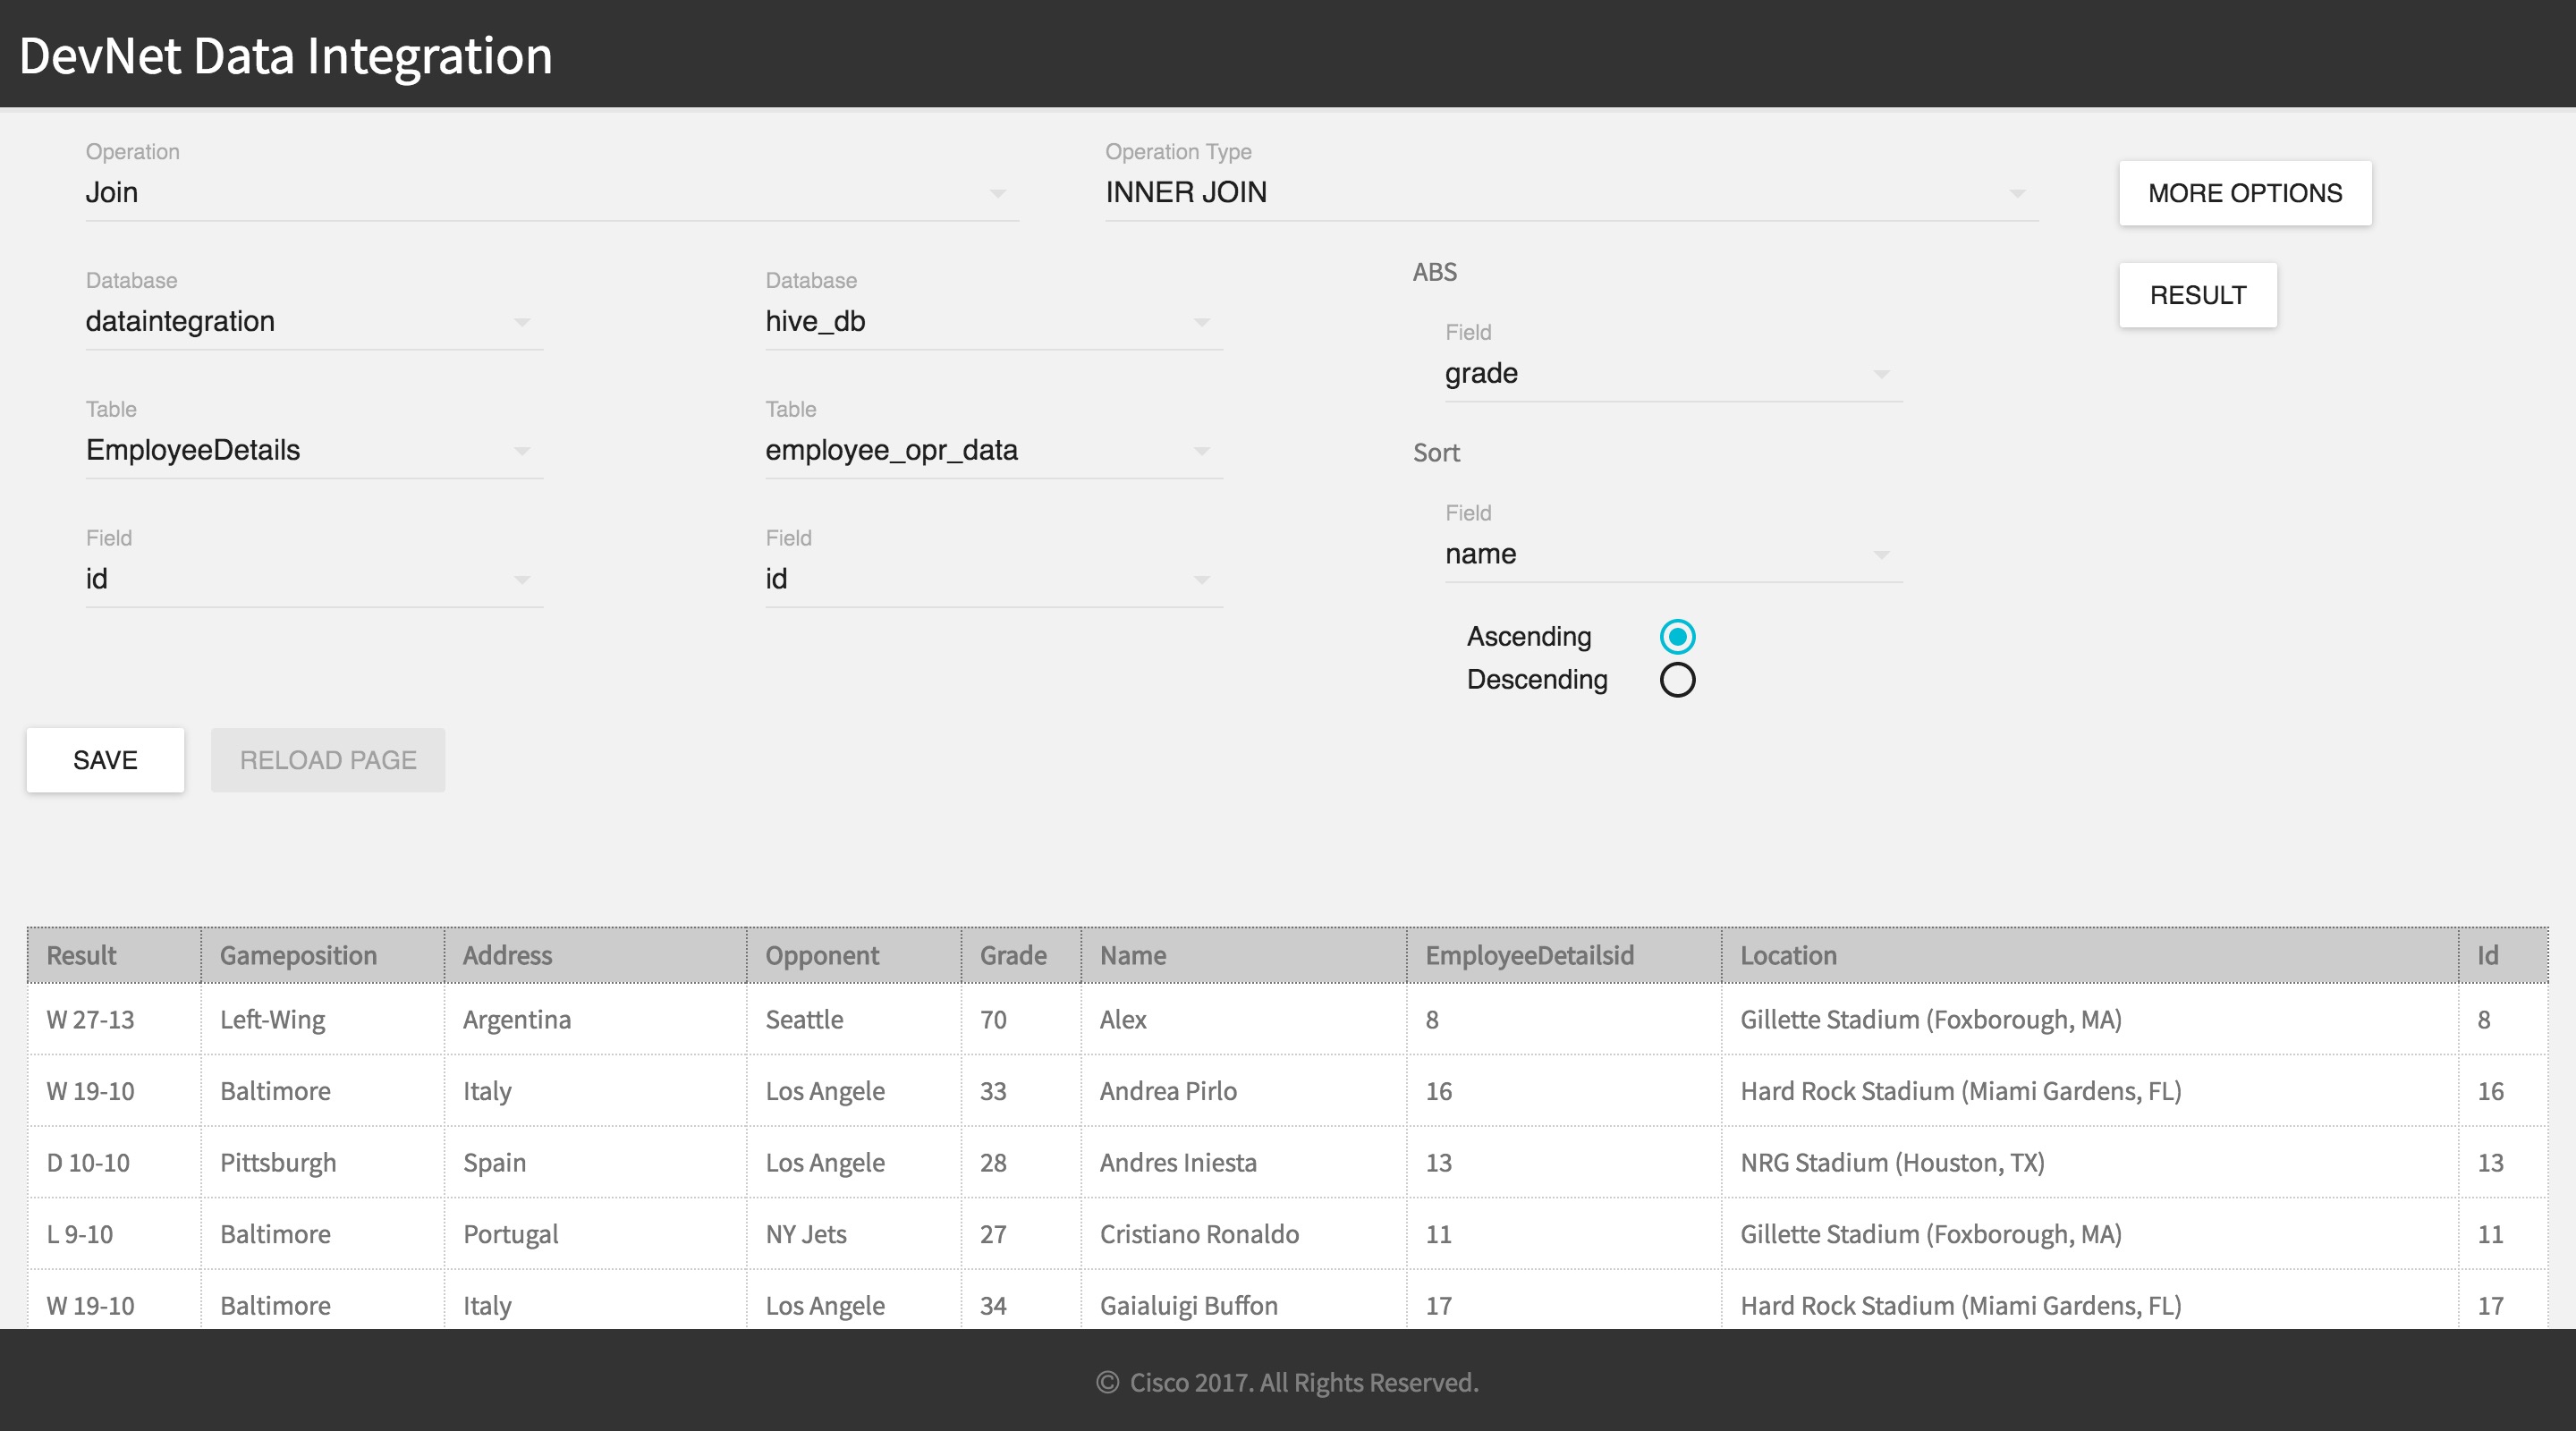 DevNet Data Integration
Operation
Join
Operation Type
INNER JOIN
MORE OPTIONS
Database
dataintegration
Database
hive_db
ABS
RESULT
Field
grade
Table
EmployeeDetails
Table
employee_opr_data
Sort
Field
name
Field
id
Field
id
Ascending
Descending
SAVE
RELOAD PAGE
Result Gameposition Address Opponent Grade Name EmployeeDetailsid Location Id
W 27-13 Left-Wing Argentina Seattle 70 Alex 8 Gillette Stadium (Foxborough, MA) 8
W 19-10 Baltimore Italy Los Angele 33 Andrea Pirlo 16 Hard Rock Stadium (Miami Gardens, FL) 16
D 10-10 Pittsburgh Spain Los Angele 28 Andres Iniesta 13 NRG Stadium (Houston, TX) 13
L 9-10 Baltimore Portugal NY Jets 27 Cristiano Ronaldo 11 Gillette Stadium (Foxborough, MA) 11
W 19-10 Baltimore Italy Los Angele 34 Gaialuigi Buffon 17 Hard Rock Stadium (Miami Gardens, FL) 17
© Cisco 2017. All Rights Reserved.